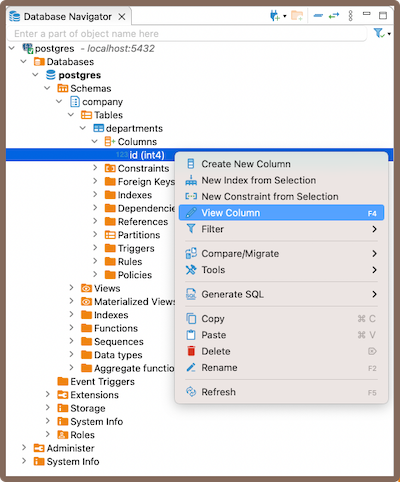 Database Navigator
Enter a part of object name here
postgres - localhost:5432
Databases
postgres
Schemas
company
Tables
departments
Columns
123 id (int4)
Constraints
Foreign Keys
Indexes
Dependencie
References
Partitions
Triggers
Rules
Policies
Views
Materialized Views
Indexes
Functions
Sequences
Data types
Aggregate functio
Event Triggers
Extensions
Storage
System Info
Roles
Administer
System Info
Create New Column
New Index from Selection
New Constraint from Selection
View Column F4
Filter
Compare/Migrate
Tools
Generate SQL
Copy ⌘ C
Paste ⌘ V
Delete ⌦
Rename F2
Refresh F5